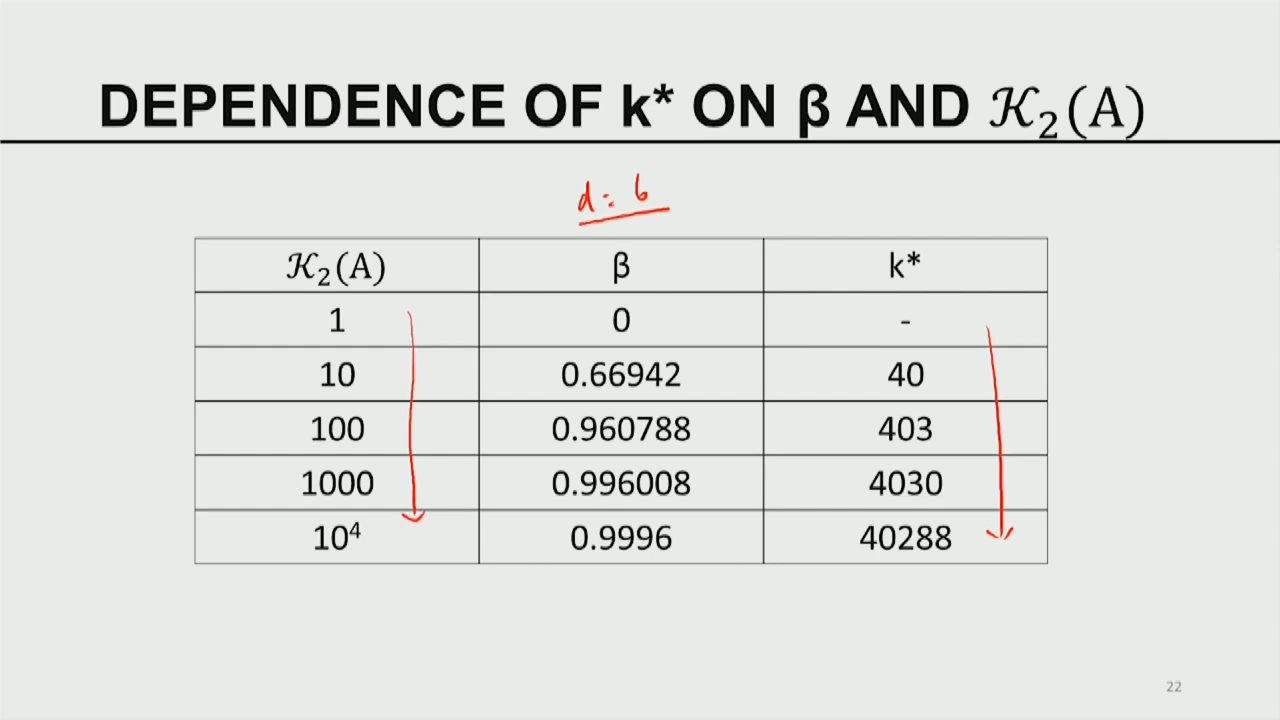 DEPENDENCE OF k* ON β AND 𝒦₂(A)
d: 6
𝒦₂(A) β k*
1 0 -
10 0.66942 40
100 0.960788 403
1000 0.996008 4030
10⁴ 0.9996 40288
22